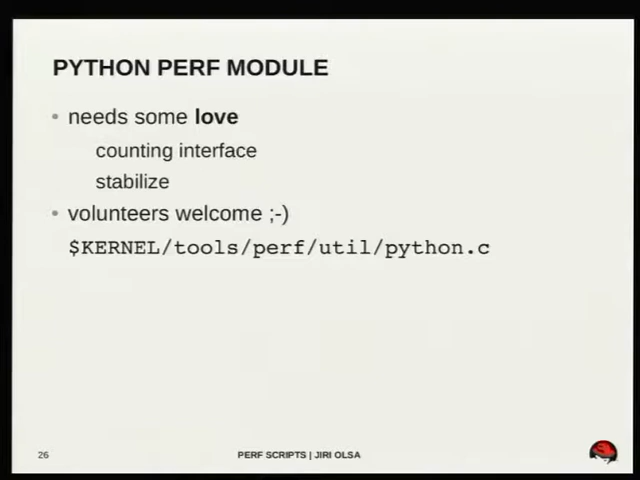 PYTHON PERF MODULE
needs some love
counting interface
stabilize
volunteers welcome ;-)
$KERNEL/tools/perf/util/python.c
26 PERF SCRIPTS | JIRI OLSA